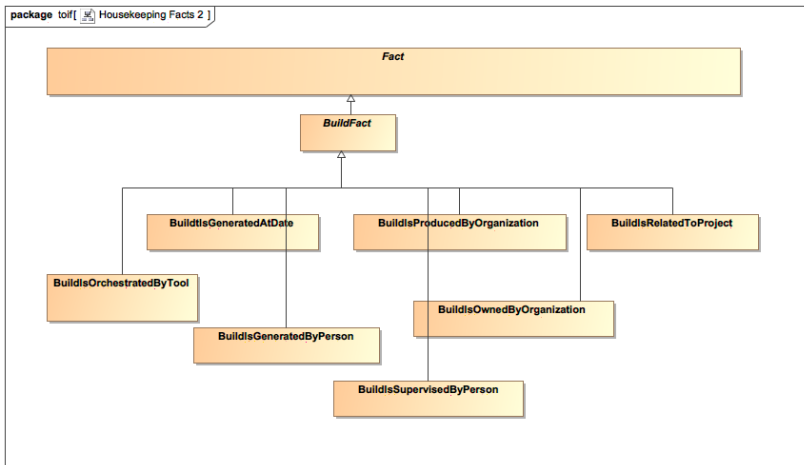 package toif[ Housekeeping Facts 2 ]
Fact
BuildFact
BuildtIsGeneratedAtDate
BuildIsProducedByOrganization
BuildIsRelatedToProject
BuildIsOrchestratedByTool
BuildIsOwnedByOrganization
BuildIsGeneratedByPerson
BuildIsSupervisedByPerson